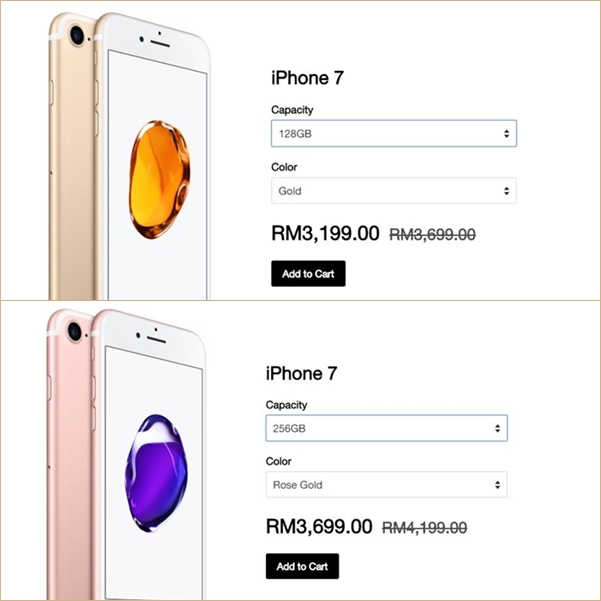 iPhone 7
Capacity
128GB
Color
Gold
RM3,199.00 RM3,699.00
Add to Cart
iPhone 7
Capacity
256GB
Color
Rose Gold
RM3,699.00 RM4,199.00
Add to Cart